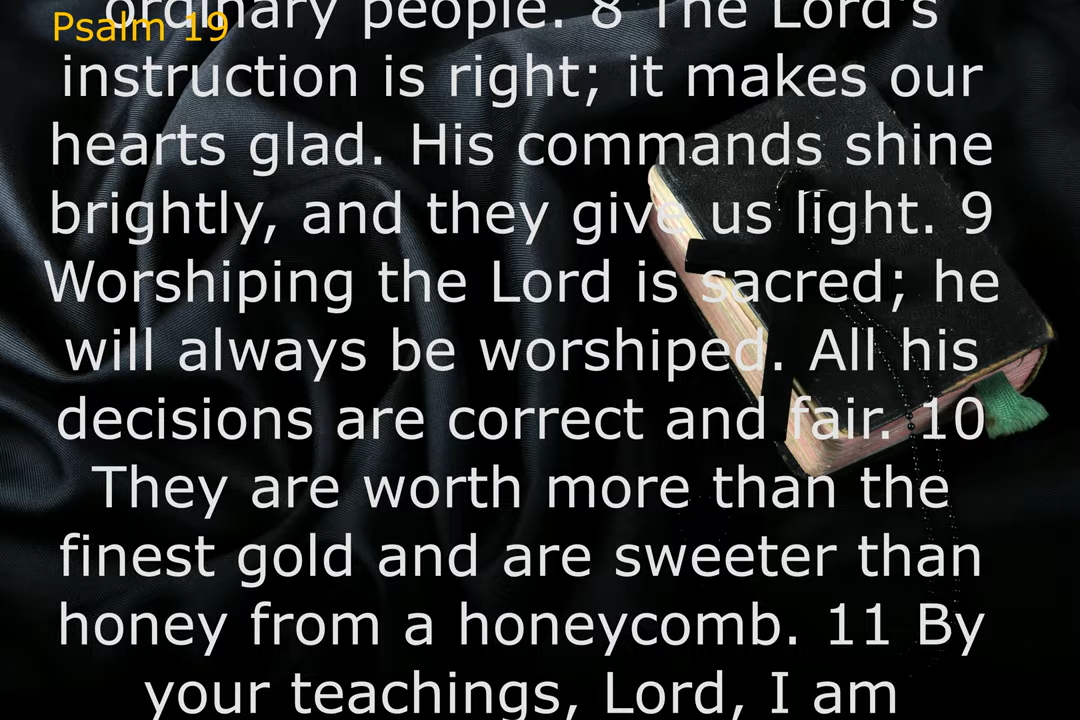 Psalm 19
ordinary people. 8 The Lord's
instruction is right; it makes our
hearts glad. His commands shine
brightly, and they give us light. 9
Worshiping the Lord is sacred; he
will always be worshiped. All his
decisions are correct and fair. 10
They are worth more than the
finest gold and are sweeter than
honey from a honeycomb. 11 By
your teachings, Lord, I am